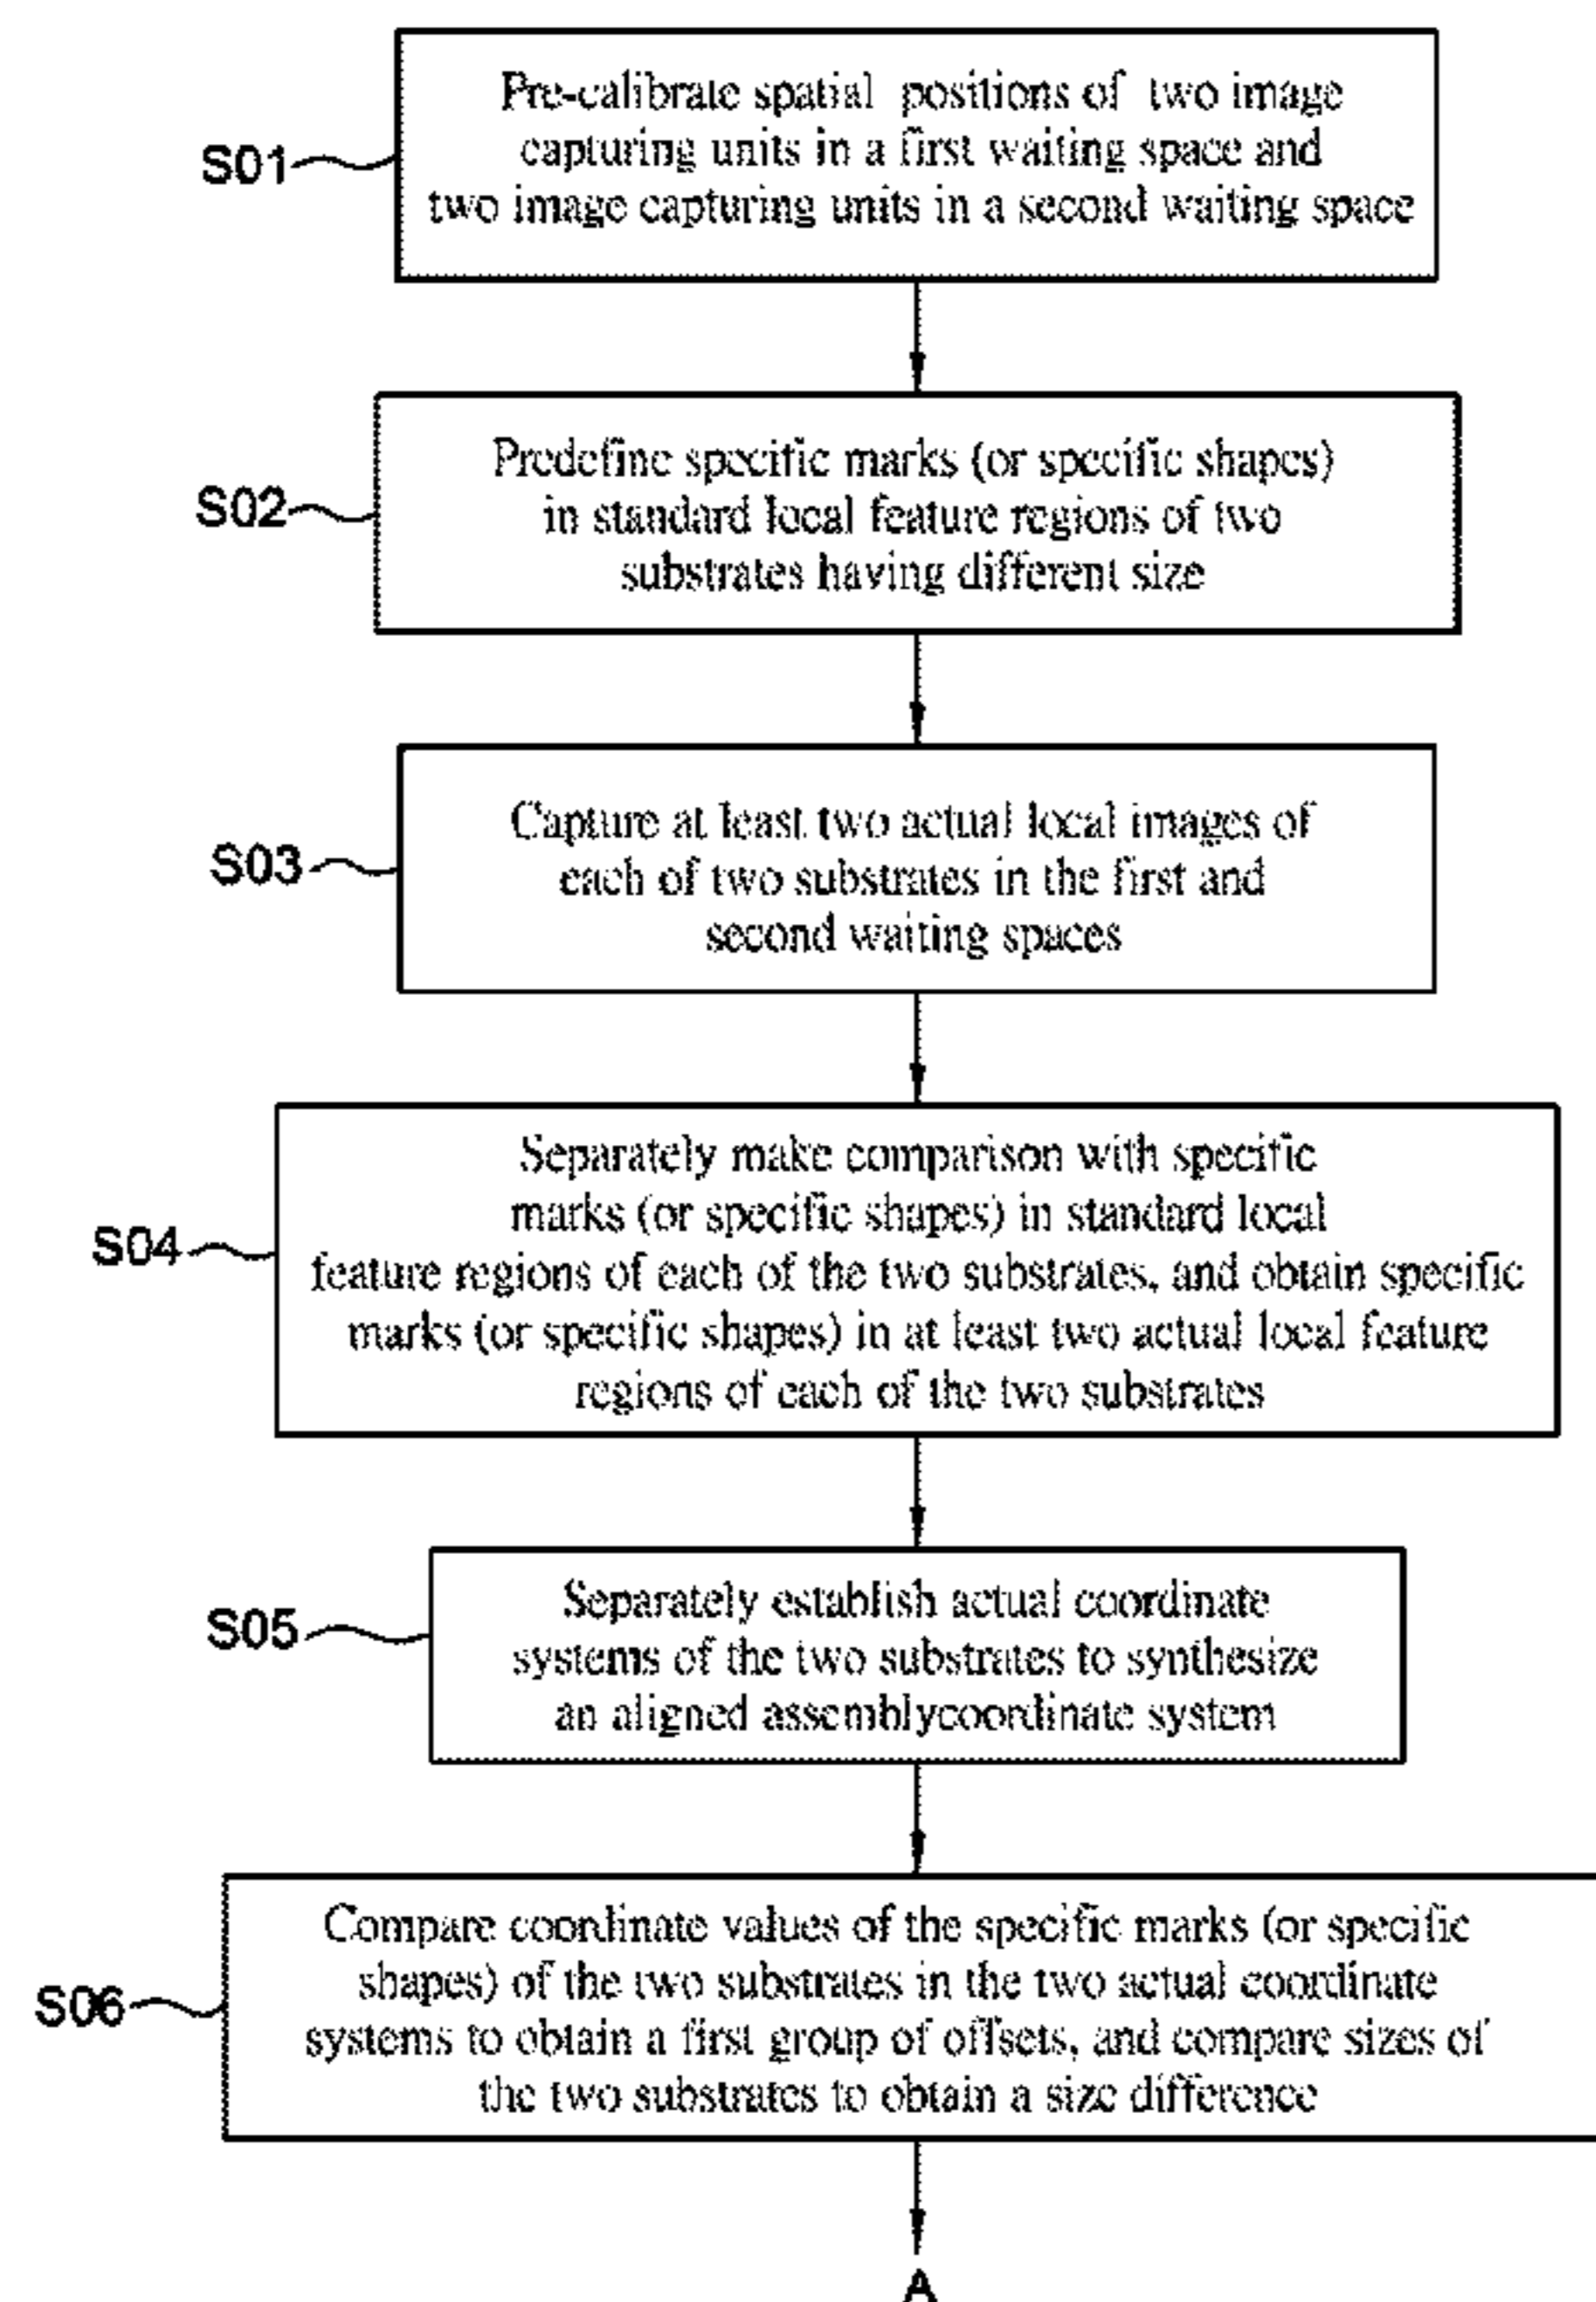 Pre-calibrate spatial positions of two image
capturing units in a first waiting space and
two image capturing units in a second waiting space
S01
Predefine specific marks (or specific shapes)
in standard local feature regions of two
substrates having different size
S02
Capture at least two actual local images of
each of two substrates in the first and
second waiting spaces
S03
Separately make comparison with specific
marks (or specific shapes) in standard local
feature regions of each of the two substrates, and obtain specific
marks (or specific shapes) in at least two actual local feature
regions of each of the two substrates
S04
Separately establish actual coordinate
systems of the two substrates to synthesize
an aligned assemblycoordinate system
S05
Compare coordinate values of the specific marks (or specific
shapes) of the two substrates in the two actual coordinate
systems to obtain a first group of offsets, and compare sizes of
the two substrates to obtain a size difference
S06
A